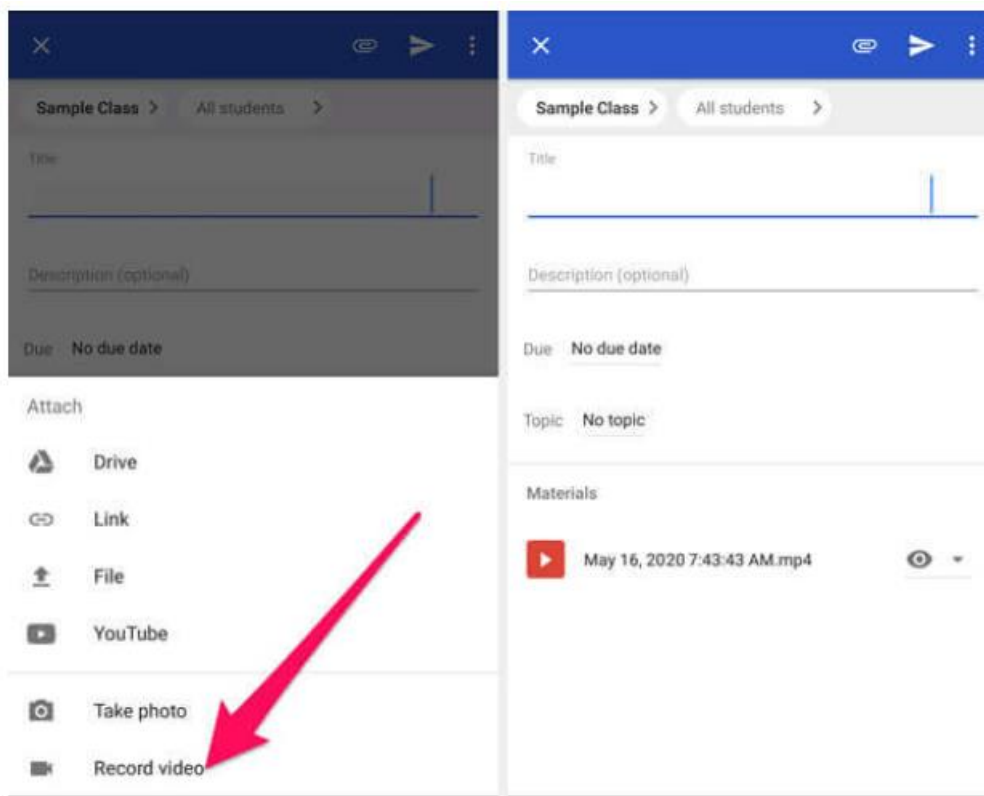 Sample Class > All students >
Title
Description (optional)
Due No due date
Attach
Drive
Link
File
YouTube
Take photo
Record video
Sample Class > All students >
Title
Description (optional)
Due No due date
Topic No topic
Materials
May 16, 2020 7:43:43 AM.mp4